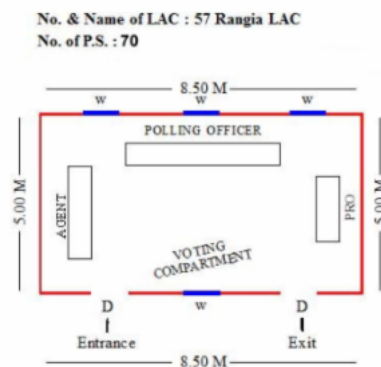 No. & Name of LAC : 57 Rangia LAC
No. of P.S. : 70
8.50 M
W W W
POLLING OFFICER
5.00 M
AGENT
PRO
5.00 M
VOTING
COMPARTMENT
D W D
Entrance Exit
8.50 M